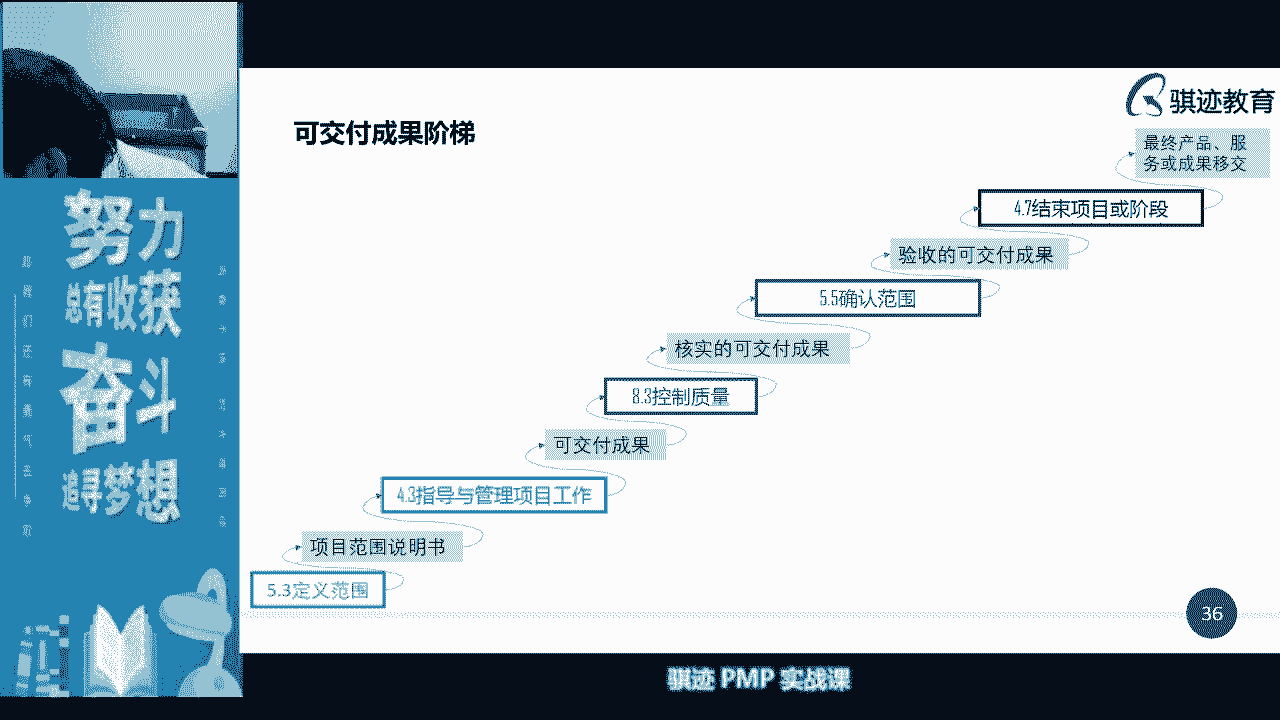 骐迹教育
可交付成果阶梯
最终产品、服
务或成果移交
4.7结束项目或阶段
验收的可交付成果
5.5确认范围
核实的可交付成果
8.3控制质量
可交付成果
4.3指导与管理项目工作
项目范围说明书
5.3定义范围
36
努力
总有收获
奋斗
追寻梦想
骐迹 PMP 实战课